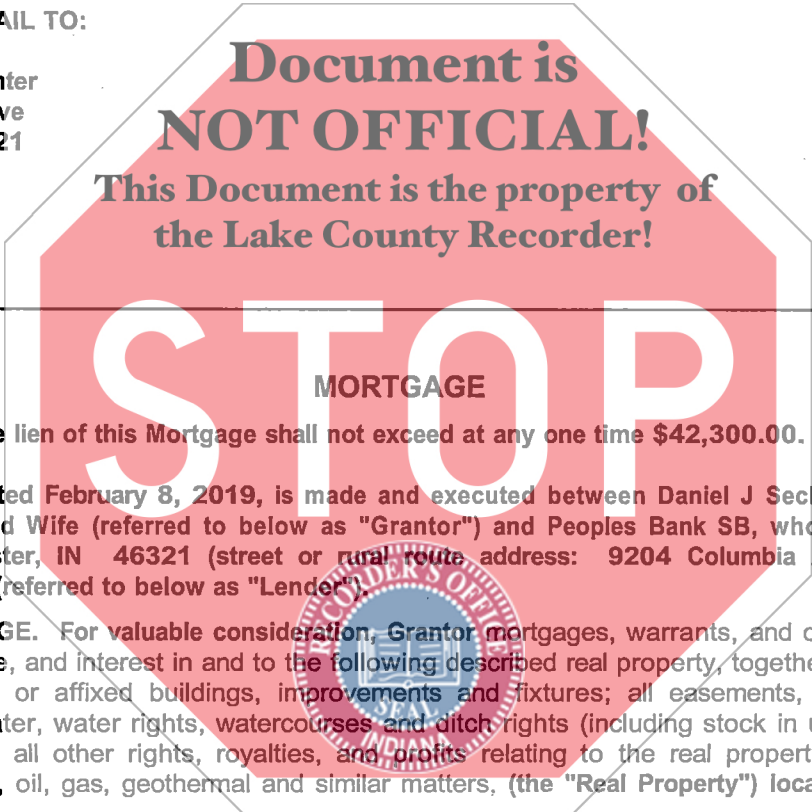 AIL TO:
Document is
nter
NOT OFFICIAL!
ve
21
This Document is the property of
the Lake County Recorder!
STOP
MORTGAGE
e lien of this Mortgage shall not exceed at any one time $42,300.00.
ted February 8, 2019, is made and executed between Daniel J Sec
d Wife (referred to below as "Grantor") and Peoples Bank SB, who
ter, IN 46321 (street or rural route address: 9204 Columbia
(referred to below as "Lender").
RECORDER'S OFFICE
GE. For valuable consideration, Grantor mortgages, warrants, and c
e, and interest in and to the following described real property, togethe
or affixed buildings, improvements and fixtures; all easements,
SEAL
ter, water rights, watercourses and ditch rights (including stock in u
INDIANA
all other rights, royalties, and profits relating to the real propert
, oil, gas, geothermal and similar matters, (the "Real Property") loca